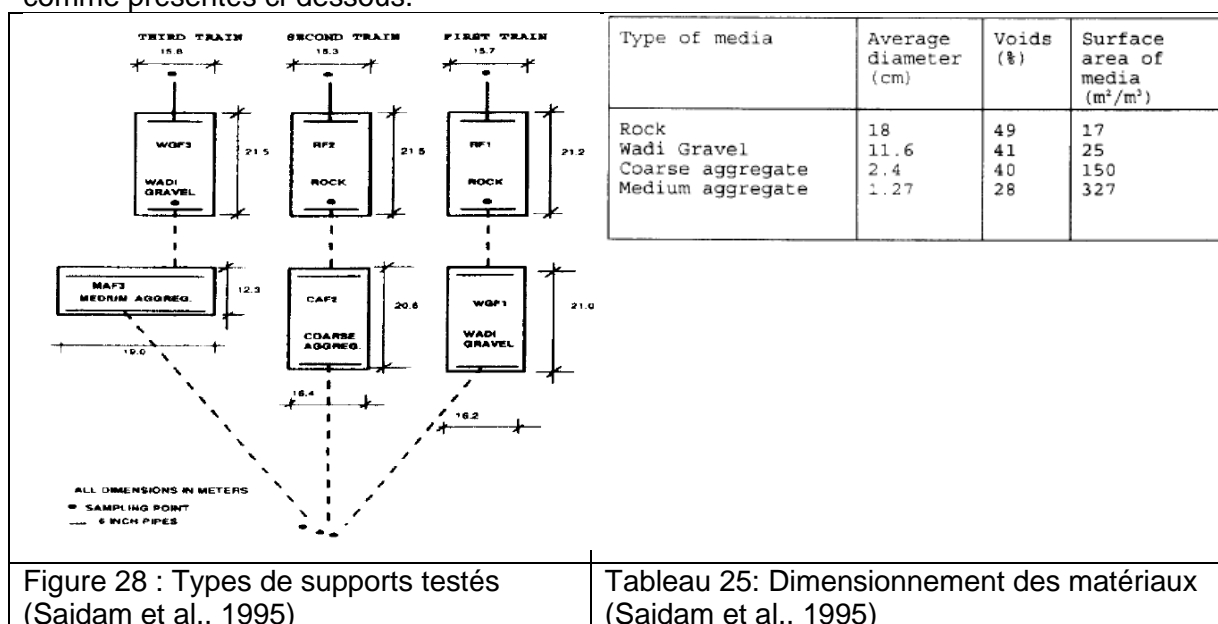 comme présentés ci-dessous.
THIRD TRAIN SECOND TRAIN FIRST TRAIN
15.8 15.3 15.7
WGF3 RF2 RF1
21.5 21.5 21.2
WADI GRAVEL ROCK ROCK
MAF3
MEDIUM AGGREG.
12.3
CAF2
COARSE AGGREG.
20.6
WGF1
WADI GRAVEL
21.0
19.0
16.4
16.2
ALL DIMENSIONS IN METERS
SAMPLING POINT
6 INCH PIPES
Type of media Average diameter (cm) Voids (%) Surface area of media (m²/m³)
Rock 18 49 17
Wadi Gravel 11.6 41 25
Coarse aggregate 2.4 40 150
Medium aggregate 1.27 28 327
Figure 28 : Types de supports testés
(Saidam et al., 1995)
Tableau 25: Dimensionnement des matériaux
(Saidam et al., 1995)